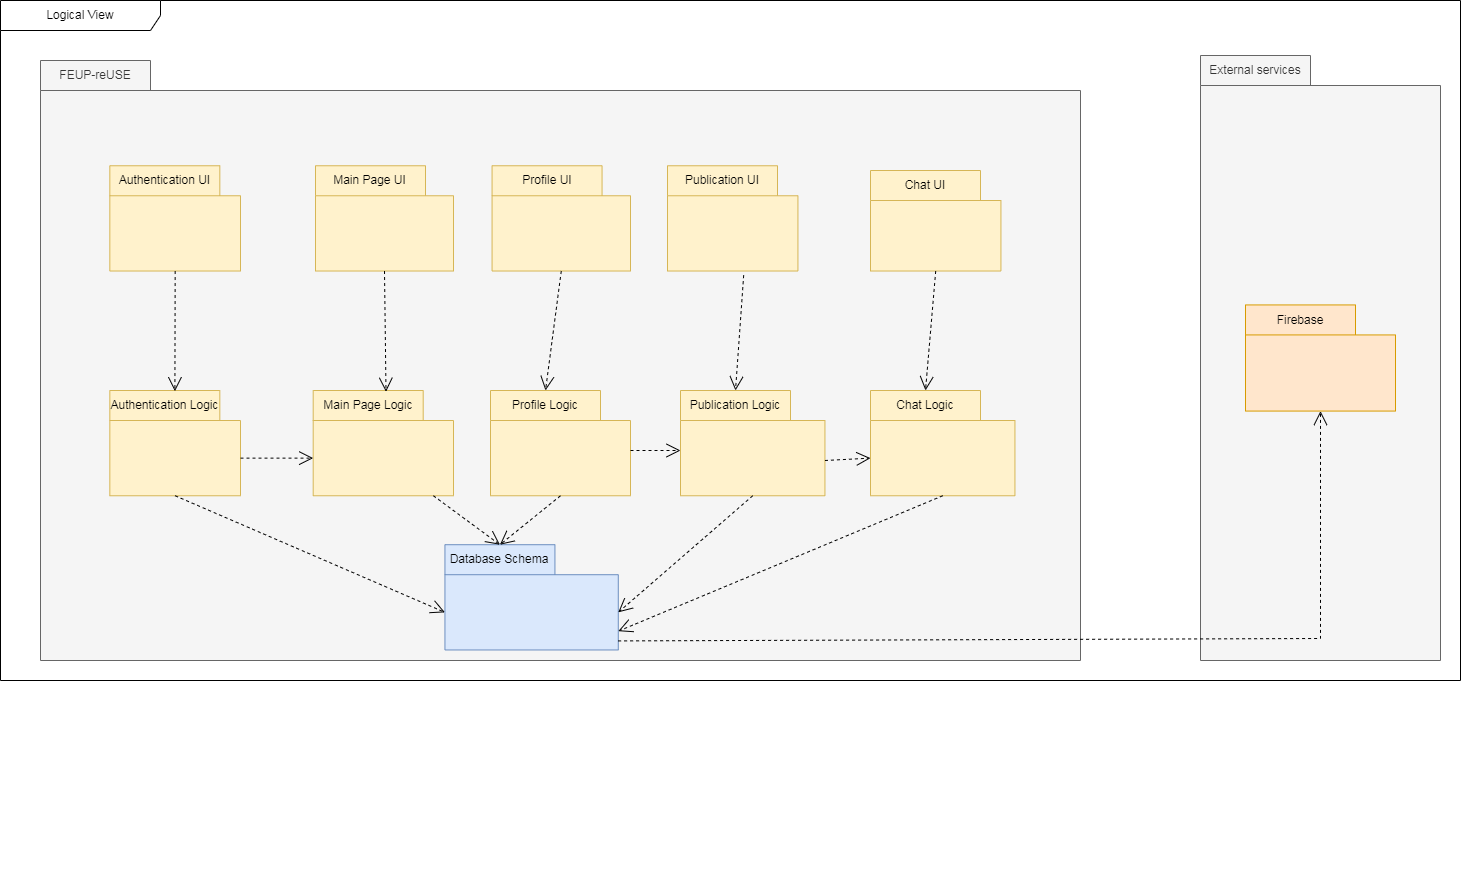 Logical View
FEUP-reUSE
External services
Authentication UI
Main Page UI
Profile UI
Publication UI
Chat UI
Firebase
Authentication Logic
Main Page Logic
Profile Logic
Publication Logic
Chat Logic
Database Schema